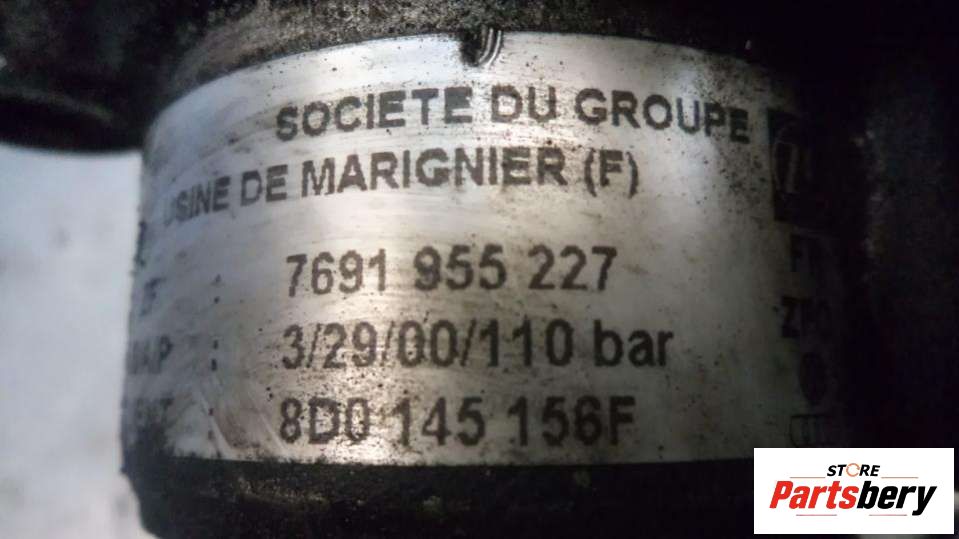 SOCIETE DU GROUPE
USINE DE MARIGNIER (F)
: 7691 955 227
: 3/29/00/110 bar
: 8D0 145 156F
STORE
Partsbery